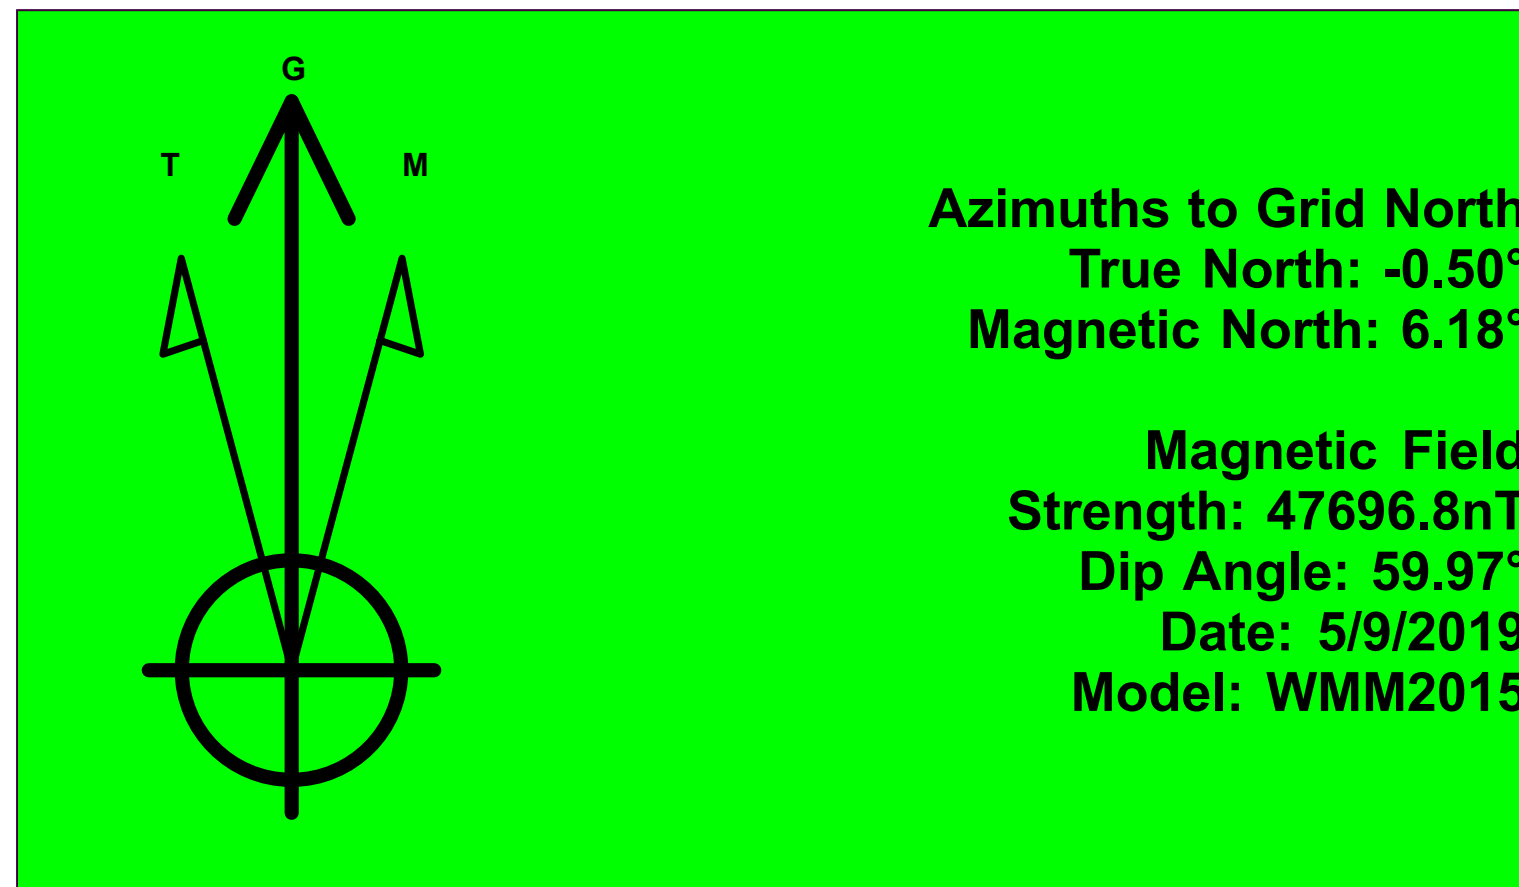 G
T
M
Azimuths to Grid North
True North: -0.50°
Magnetic North: 6.18°
Magnetic Field
Strength: 47696.8nT
Dip Angle: 59.97°
Date: 5/9/2019
Model: WMM2015